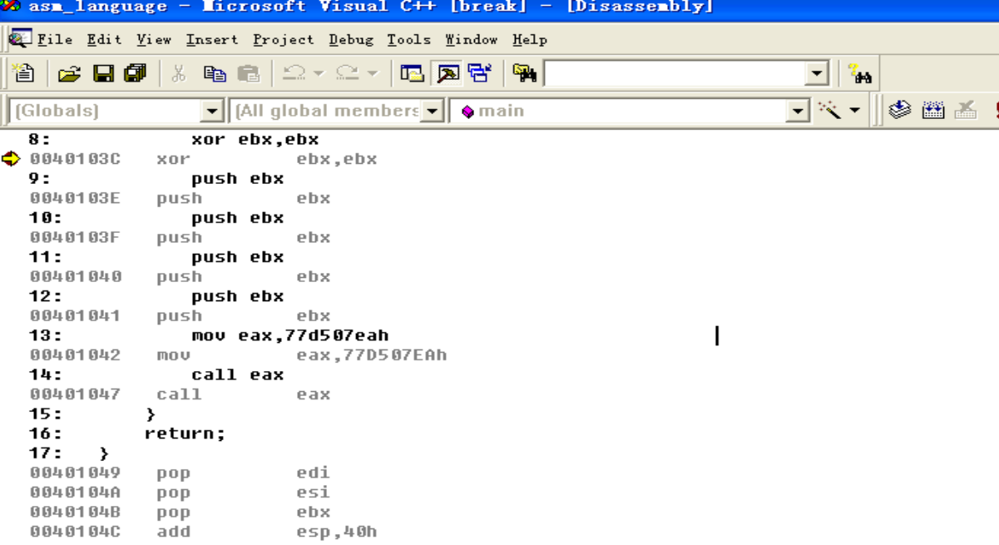 asm_language - Microsoft Visual C++ [break] - [Disassembly]
File Edit View Insert Project Debug Tools Window Help
(Globals) (All global members main
8: xor ebx,ebx
0040103C xor ebx,ebx
9: push ebx
0040103E push ebx
10: push ebx
0040103F push ebx
11: push ebx
00401040 push ebx
12: push ebx
00401041 push ebx
13: mov eax,77d507eah
00401042 mov eax,77D507EAh
14: call eax
00401047 call eax
15: }
16: return;
17: }
00401049 pop edi
0040104A pop esi
0040104B pop ebx
0040104C add esp,40h